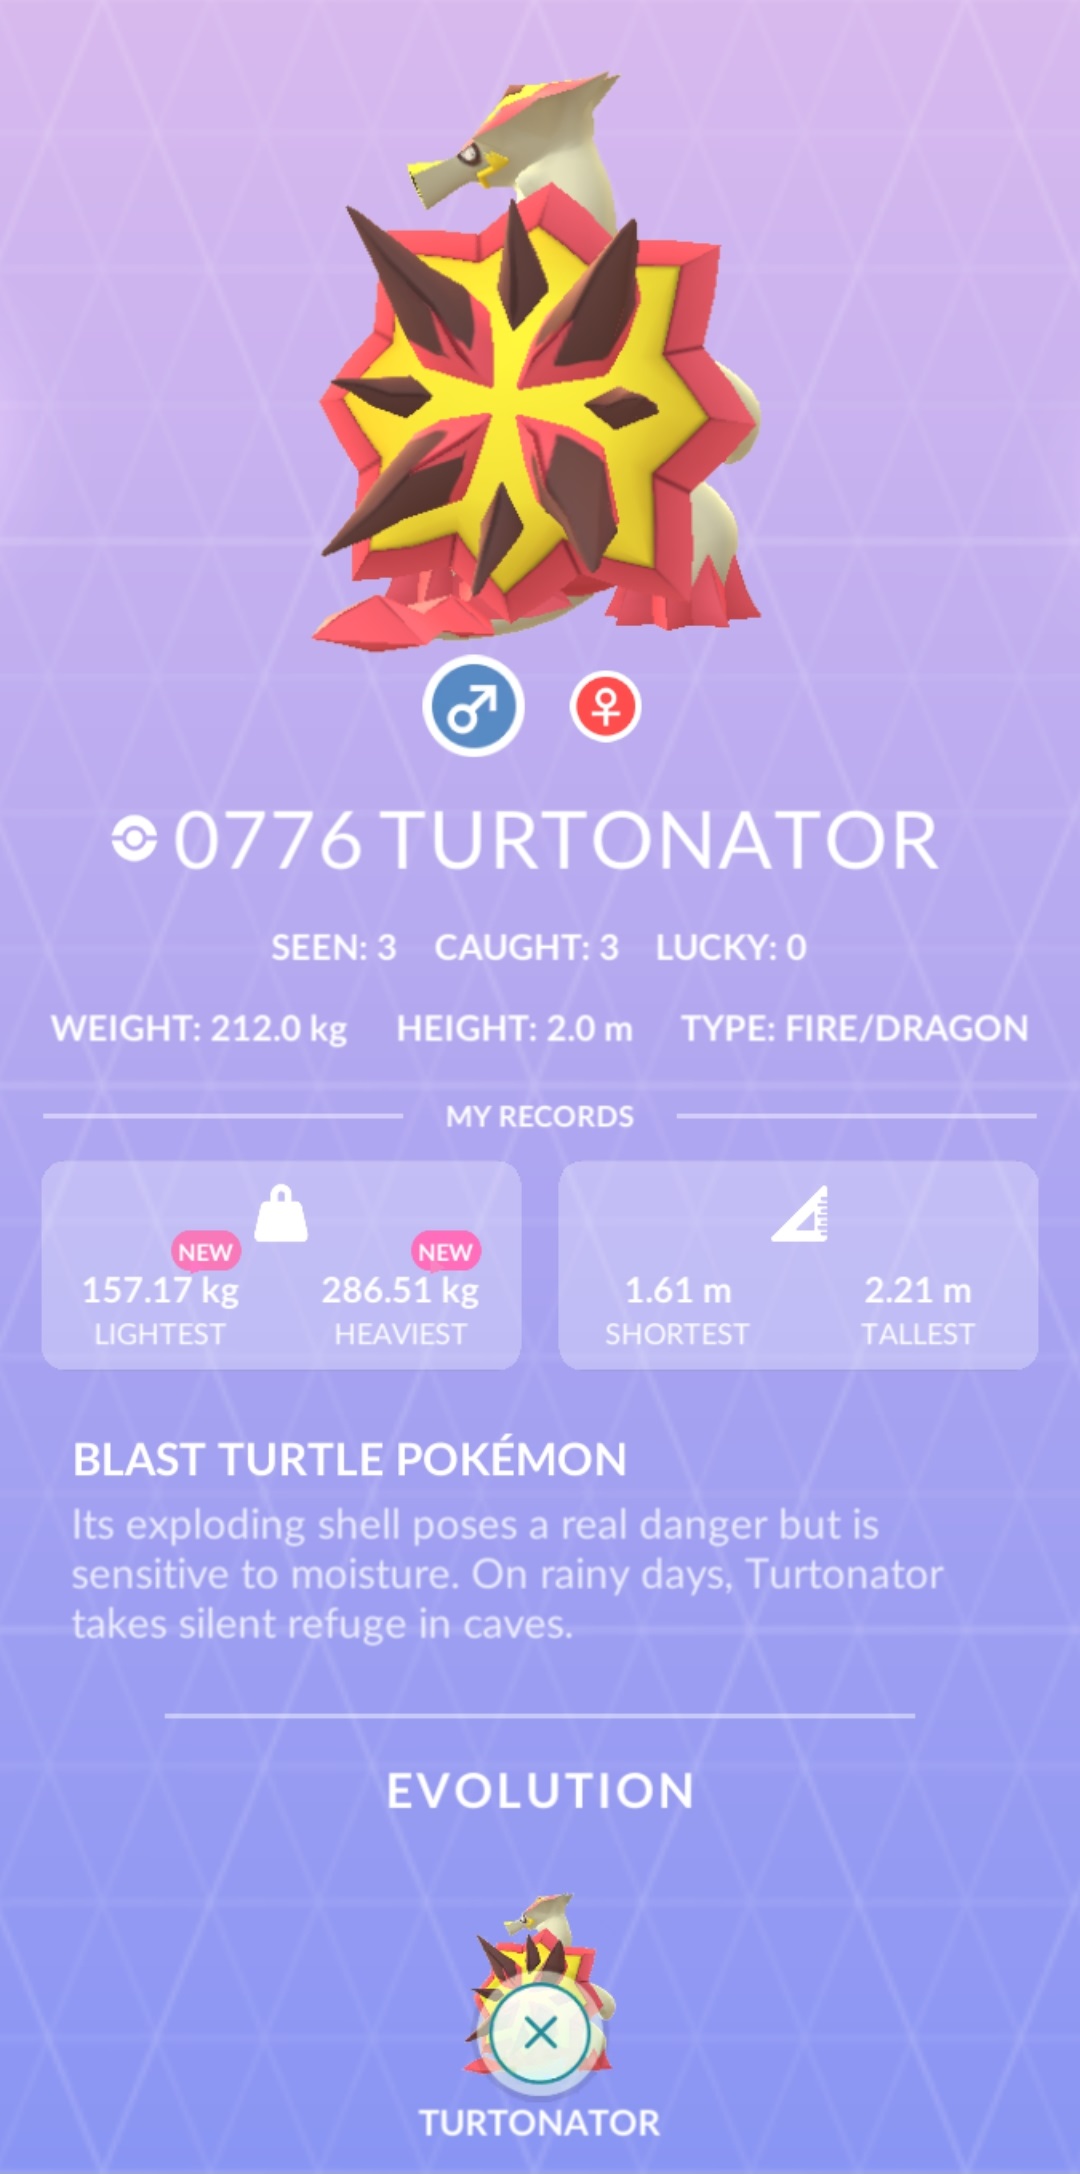 0776 TURTONATOR
SEEN: 3 CAUGHT: 3 LUCKY: 0
WEIGHT: 212.0 kg HEIGHT: 2.0 m TYPE: FIRE/DRAGON
MY RECORDS
NEW NEW
157.17 kg 286.51 kg 1.61 m 2.21 m
LIGHTEST HEAVIEST SHORTEST TALLEST
BLAST TURTLE POKÉMON
Its exploding shell poses a real danger but is
sensitive to moisture. On rainy days, Turtonator
takes silent refuge in caves.
EVOLUTION
TURTONATOR